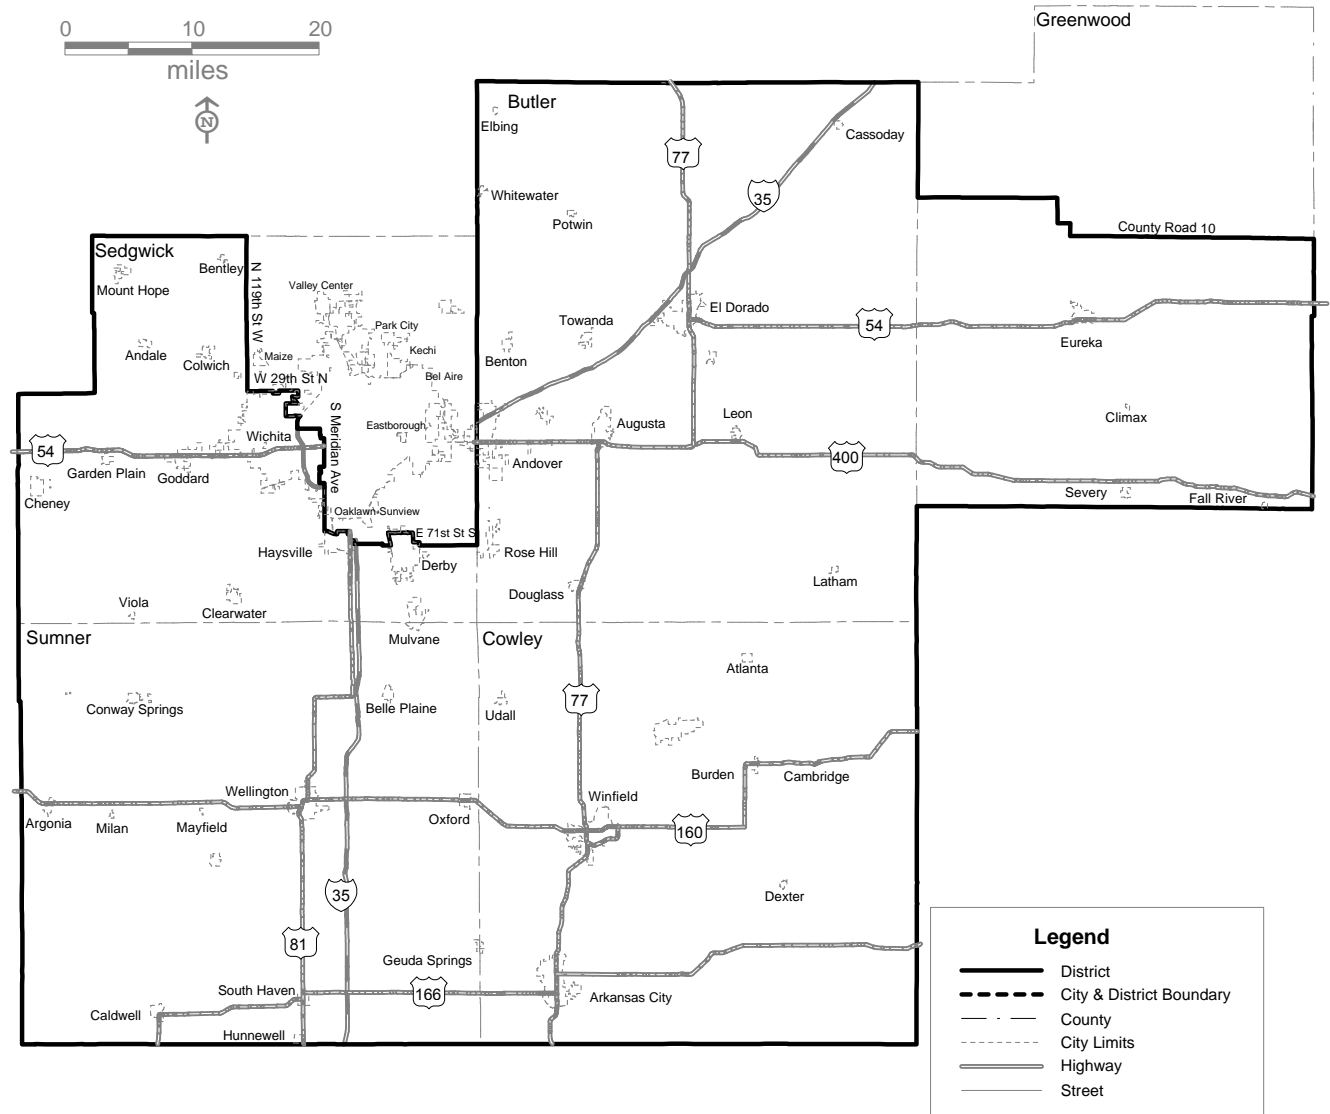 0 10 20
miles
N
Greenwood
Butler
Elbing
77
Cassoday
35
Whitewater
Potwin
County Road 10
Sedgwick
Bentley
Mount Hope
N 119th St W
Valley Center
El Dorado
54
Towanda
Park City
Eureka
Andale
Colwich
Maize
Kechi
Benton
W 29th St N
Bel Aire
S Meridian Ave
Climax
Leon
Augusta
Eastborough
Wichita
54
Garden Plain
Goddard
Andover
400
Cheney
Severy
Fall River
Oaklawn-Sunview
E 71st St S
Haysville
Derby
Rose Hill
Latham
Douglass
Viola
Clearwater
Mulvane
Sumner
Cowley
Atlanta
77
Conway Springs
Belle Plaine
Udall
Burden
Cambridge
Wellington
Winfield
Argonia
Milan
Mayfield
Oxford
160
Dexter
35
81
Geuda Springs
South Haven
166
Arkansas City
Caldwell
Hunnewell
Legend
District
City & District Boundary
County
City Limits
Highway
Street